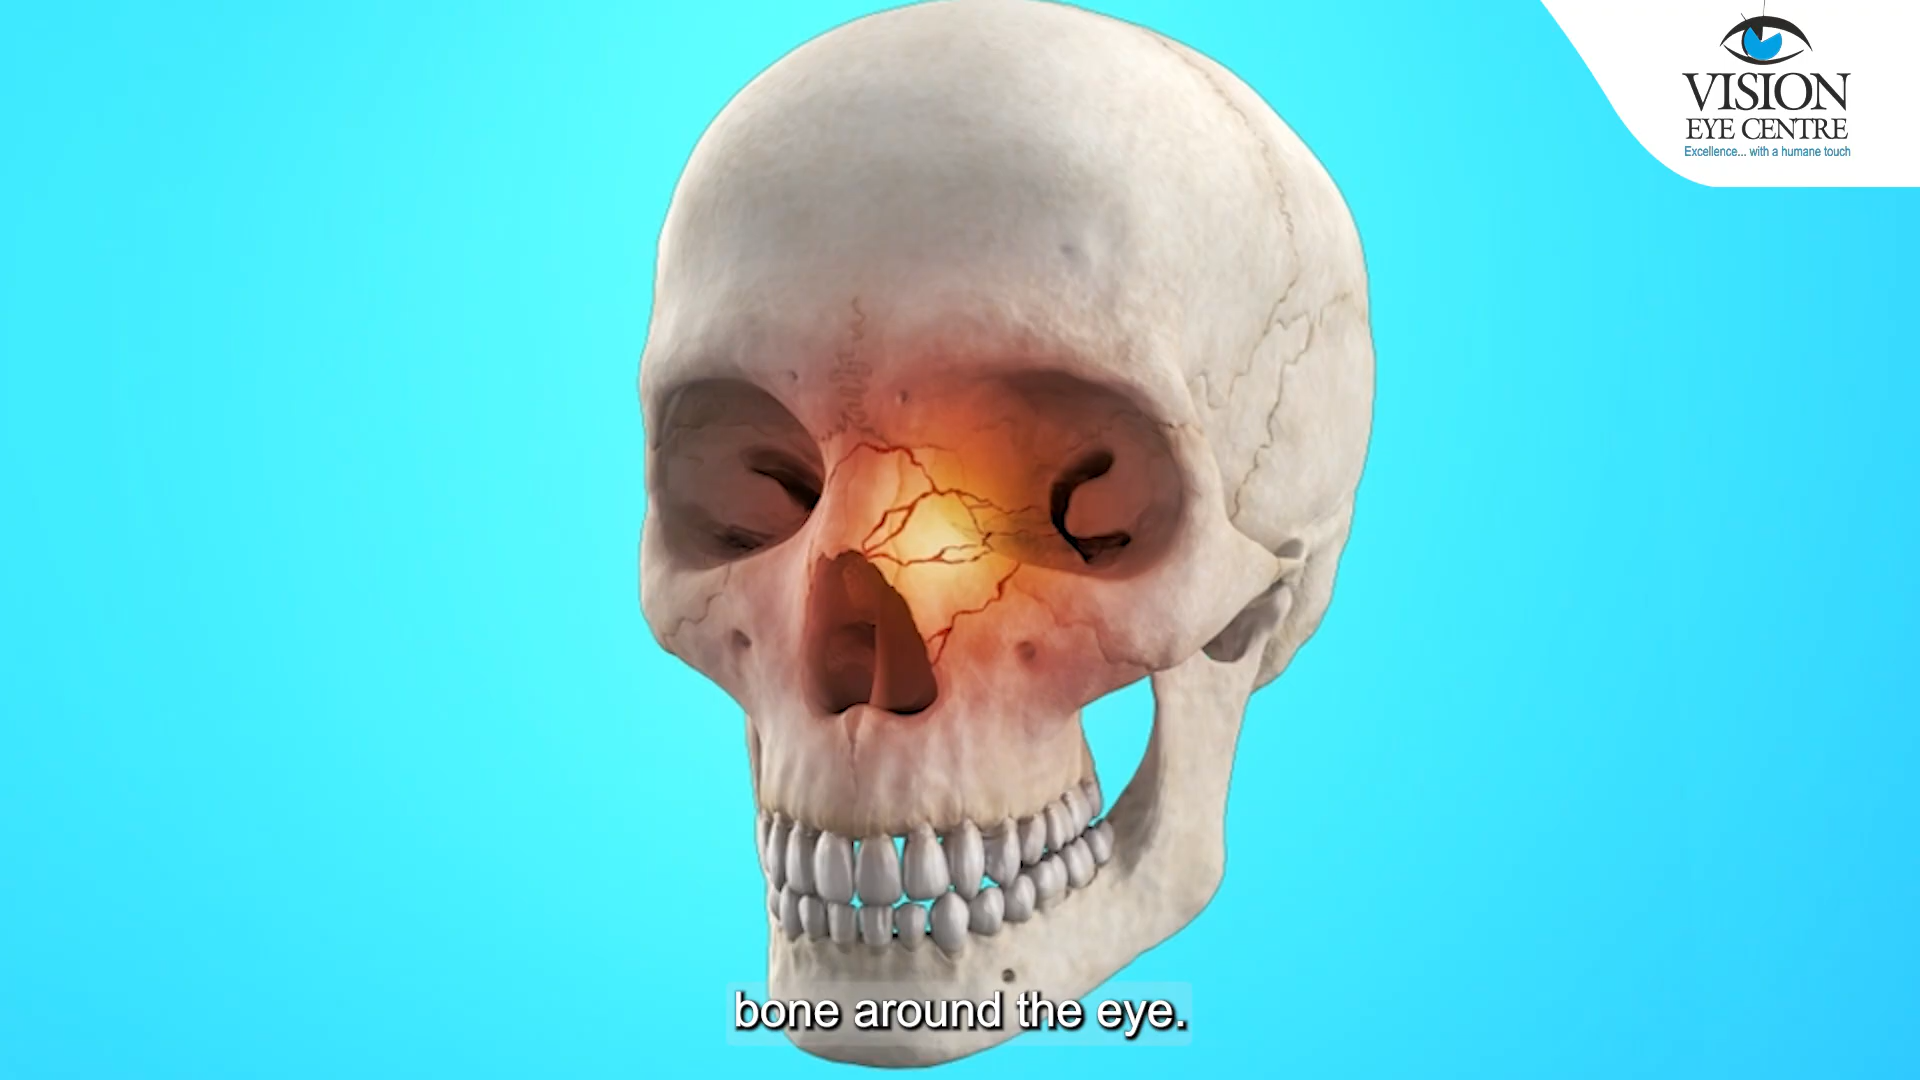 VISION
EYE CENTRE
Excellence... with a humane touch
bone around the eye.